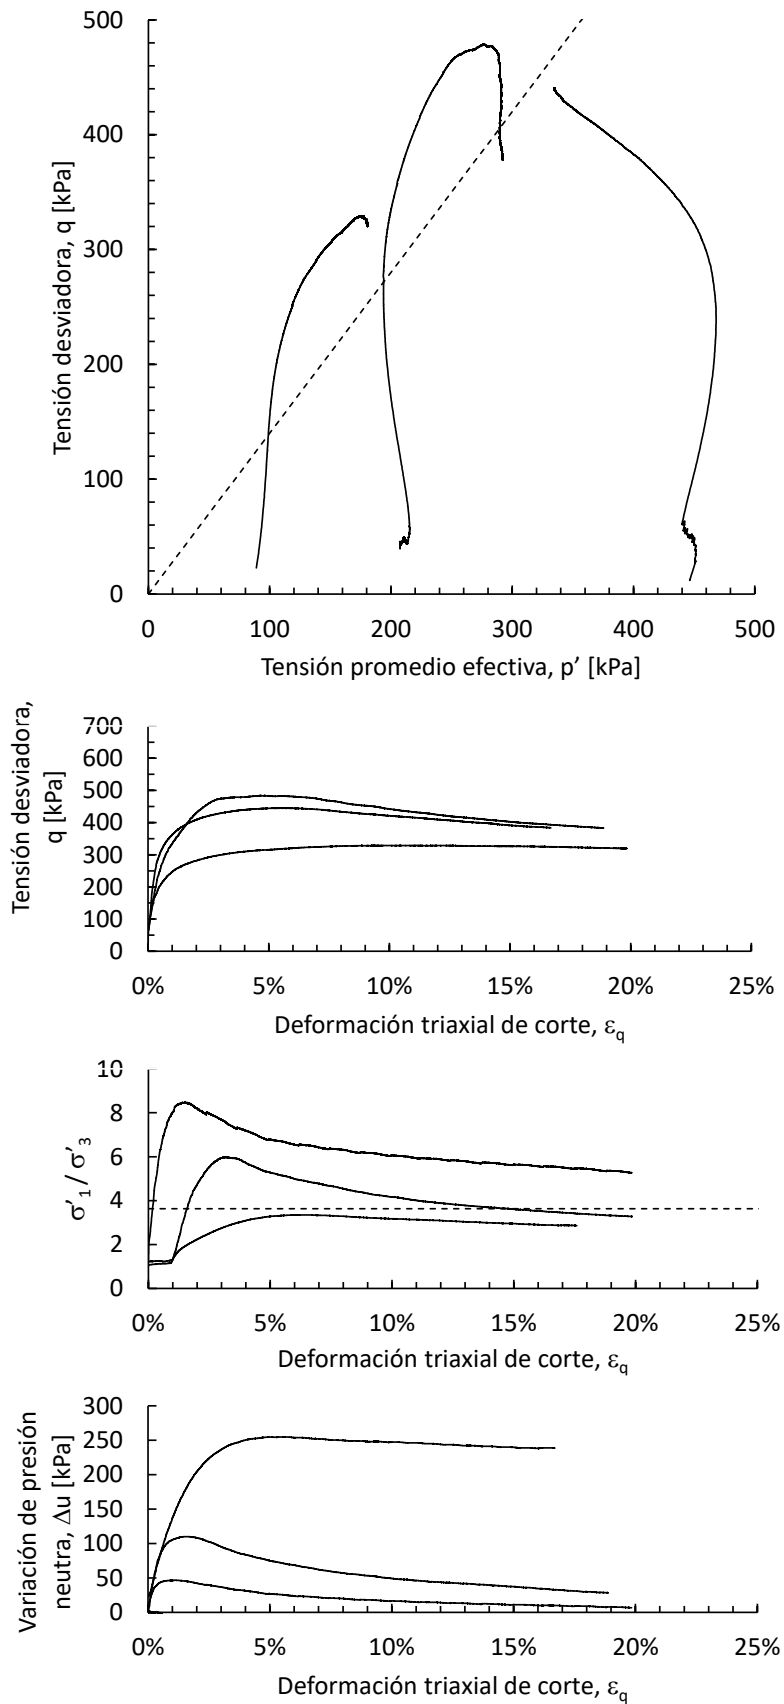 500
400
300
200
100
0
Tensión desviadora, q [kPa]
0 100 200 300 400 500
Tensión promedio efectiva, p’ [kPa]
700
600
500
400
300
200
100
0
Tensión desviadora,
q [kPa]
0% 5% 10% 15% 20% 25%
Deformación triaxial de corte, εq
10
8
6
4
2
0
σ'1 / σ'3
0% 5% 10% 15% 20% 25%
Deformación triaxial de corte, εq
300
250
200
150
100
50
0
Variación de presión
neutra, Δu [kPa]
0% 5% 10% 15% 20% 25%
Deformación triaxial de corte, εq